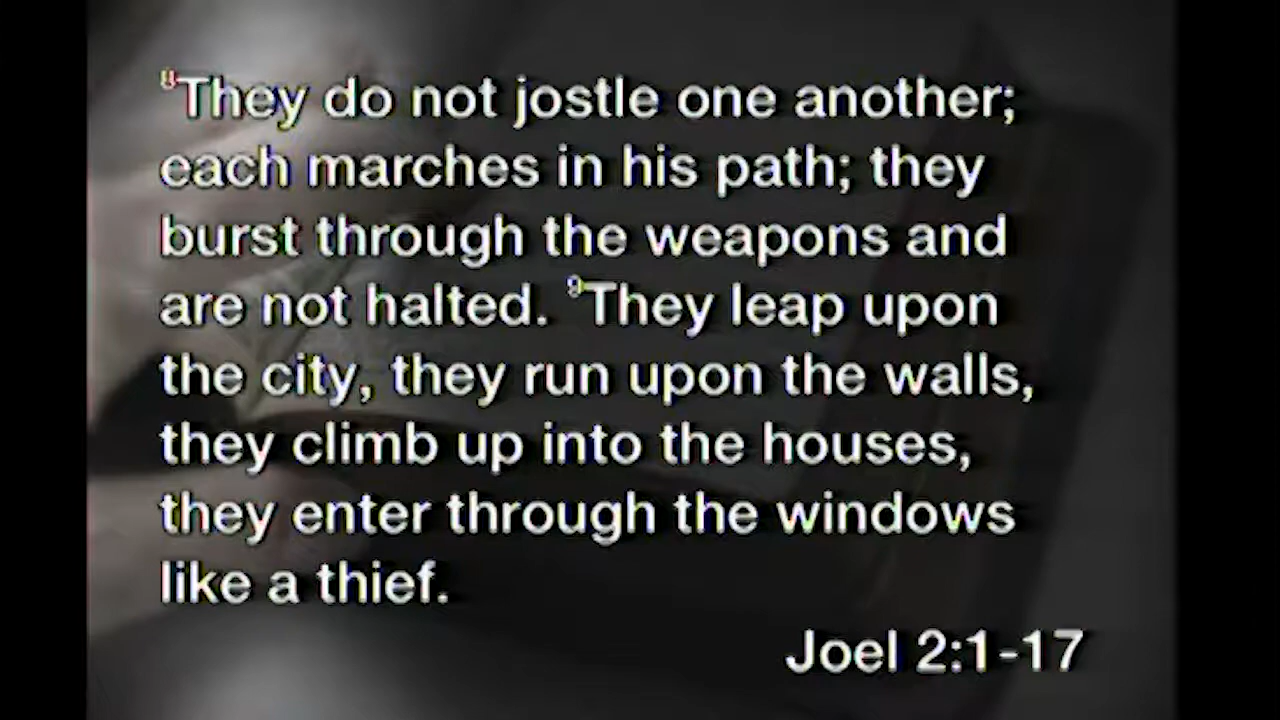 ⁸They do not jostle one another;
each marches in his path; they
burst through the weapons and
are not halted. ⁹They leap upon
the city, they run upon the walls,
they climb up into the houses,
they enter through the windows
like a thief.
Joel 2:1-17